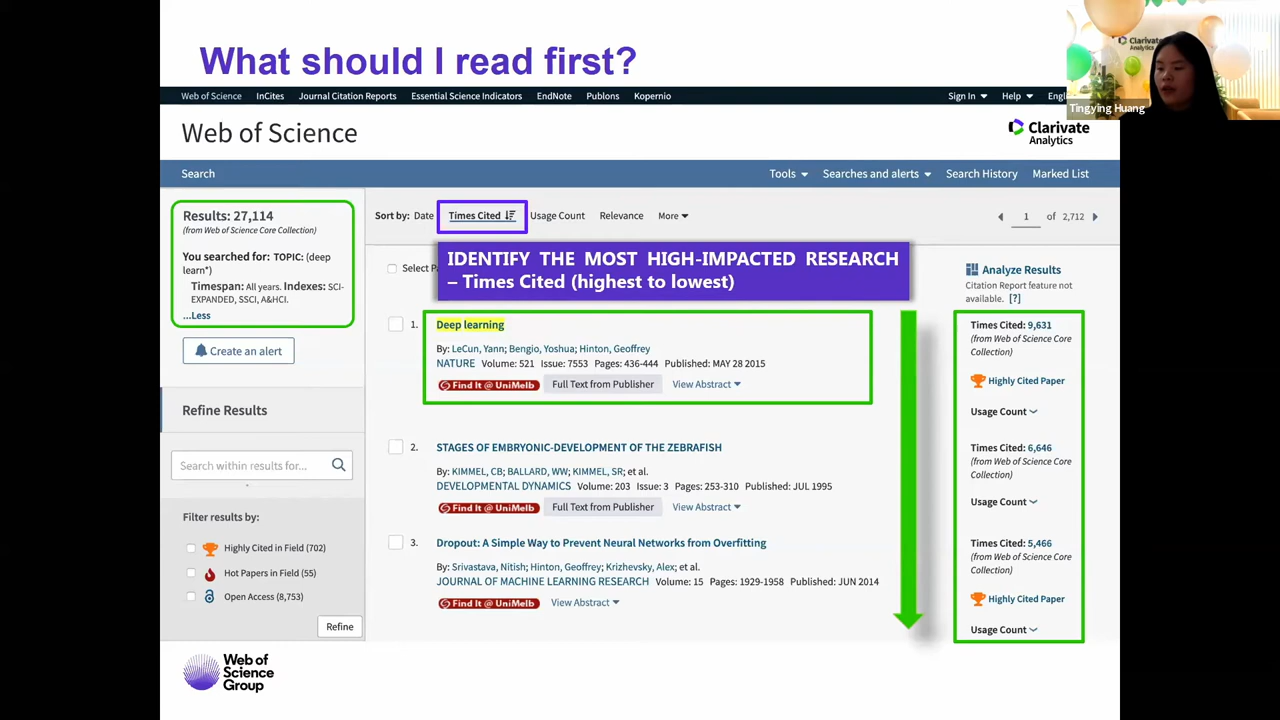 What should I read first?
Clarivate
Analytics
Tingying Huang
Web of Science InCites Journal Citation Reports Essential Science Indicators EndNote Publons Kopernio Sign In Help
Web of Science
Clarivate
Analytics
Search Tools Searches and alerts Search History Marked List
Results: 27,114
(from Web of Science Core Collection)
You searched for: TOPIC: (deep
learn*)
Timespan: All years. Indexes: SCI-
EXPANDED, SSCI, A&HCI.
...Less
Create an alert
Refine Results
Search within results for...
Filter results by:
Highly Cited in Field (702)
Hot Papers in Field (55)
Open Access (8,753)
Refine
Sort by: Date Times Cited Usage Count Relevance More
1 of 2,712
Select
IDENTIFY THE MOST HIGH-IMPACTED RESEARCH
– Times Cited (highest to lowest)
Analyze Results
Citation Report feature not
available. [?]
1. Deep learning
By: LeCun, Yann; Bengio, Yoshua; Hinton, Geoffrey
NATURE Volume: 521 Issue: 7553 Pages: 436-444 Published: MAY 28 2015
Find It @ UniMelb Full Text from Publisher View Abstract
Times Cited: 9,631
(from Web of Science Core
Collection)
Highly Cited Paper
Usage Count
2. STAGES OF EMBRYONIC-DEVELOPMENT OF THE ZEBRAFISH
By: KIMMEL, CB; BALLARD, WW; KIMMEL, SR; et al.
DEVELOPMENTAL DYNAMICS Volume: 203 Issue: 3 Pages: 253-310 Published: JUL 1995
Find It @ UniMelb Full Text from Publisher View Abstract
Times Cited: 6,646
(from Web of Science Core
Collection)
Usage Count
3. Dropout: A Simple Way to Prevent Neural Networks from Overfitting
By: Srivastava, Nitish; Hinton, Geoffrey; Krizhevsky, Alex; et al.
JOURNAL OF MACHINE LEARNING RESEARCH Volume: 15 Pages: 1929-1958 Published: JUN 2014
Find It @ UniMelb View Abstract
Times Cited: 5,466
(from Web of Science Core
Collection)
Highly Cited Paper
Usage Count
Web of
Science
Group